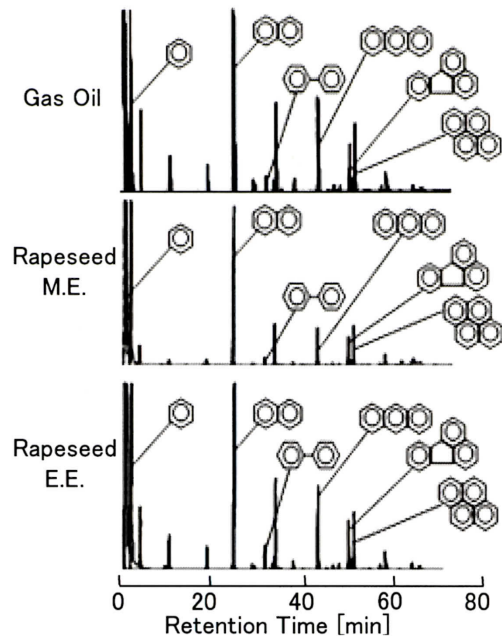 Gas Oil
Rapeseed
M.E.
Rapeseed
E.E.
0 20 40 60 80
Retention Time [min]